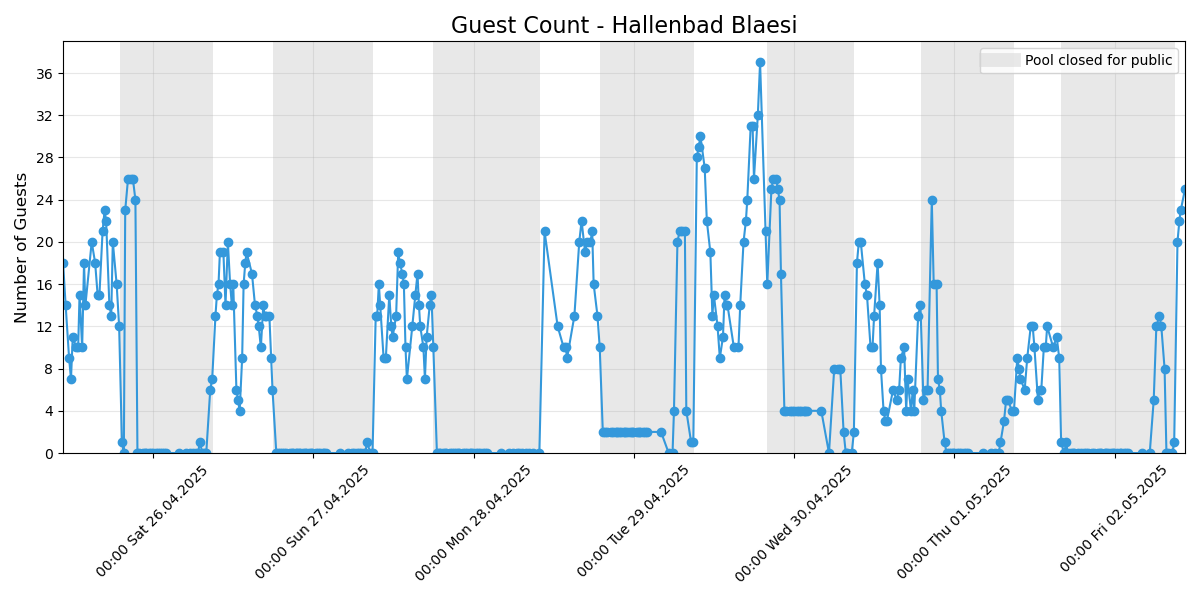 Guest Count - Hallenbad Blaesi
Pool closed for public
Number of Guests
36
32
28
24
20
16
12
8
4
0
00:00 Sat 26.04.2025
00:00 Sun 27.04.2025
00:00 Mon 28.04.2025
00:00 Tue 29.04.2025
00:00 Wed 30.04.2025
00:00 Thu 01.05.2025
00:00 Fri 02.05.2025